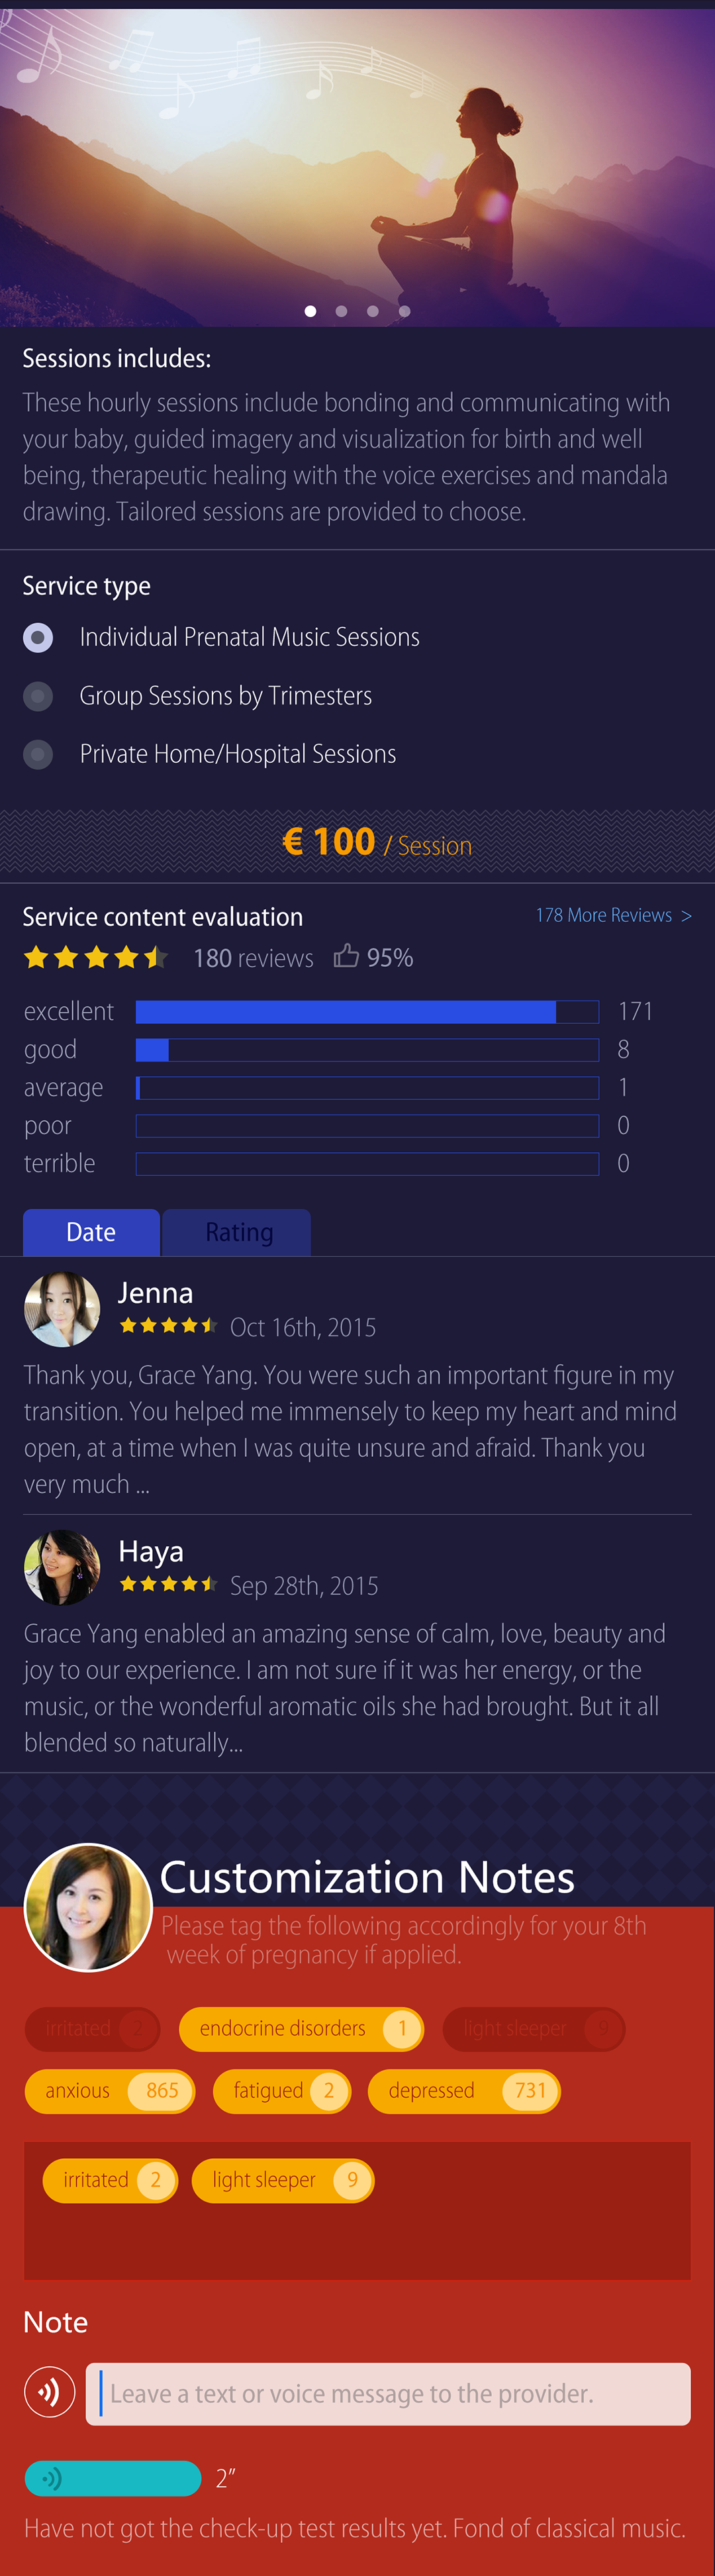 Sessions includes:
These hourly sessions include bonding and communicating with
your baby, guided imagery and visualization for birth and well
being, therapeutic healing with the voice exercises and mandala
drawing. Tailored sessions are provided to choose.
Service type
Individual Prenatal Music Sessions
Group Sessions by Trimesters
Private Home/Hospital Sessions
€ 100 / Session
Service content evaluation 178 More Reviews >
180 reviews 95%
excellent 171
good 8
average 1
poor 0
terrible 0
Date Rating
Jenna
Oct 16th, 2015
Thank you, Grace Yang. You were such an important figure in my
transition. You helped me immensely to keep my heart and mind
open, at a time when I was quite unsure and afraid. Thank you
very much ...
Haya
Sep 28th, 2015
Grace Yang enabled an amazing sense of calm, love, beauty and
joy to our experience. I am not sure if it was her energy, or the
music, or the wonderful aromatic oils she had brought. But it all
blended so naturally...
Customization Notes
Please tag the following accordingly for your 8th
week of pregnancy if applied.
irritated 2 endocrine disorders 1 light sleeper 9
anxious 865 fatigued 2 depressed 731
irritated 2 light sleeper 9
Note
Leave a text or voice message to the provider.
2”
Have not got the check-up test results yet. Fond of classical music.